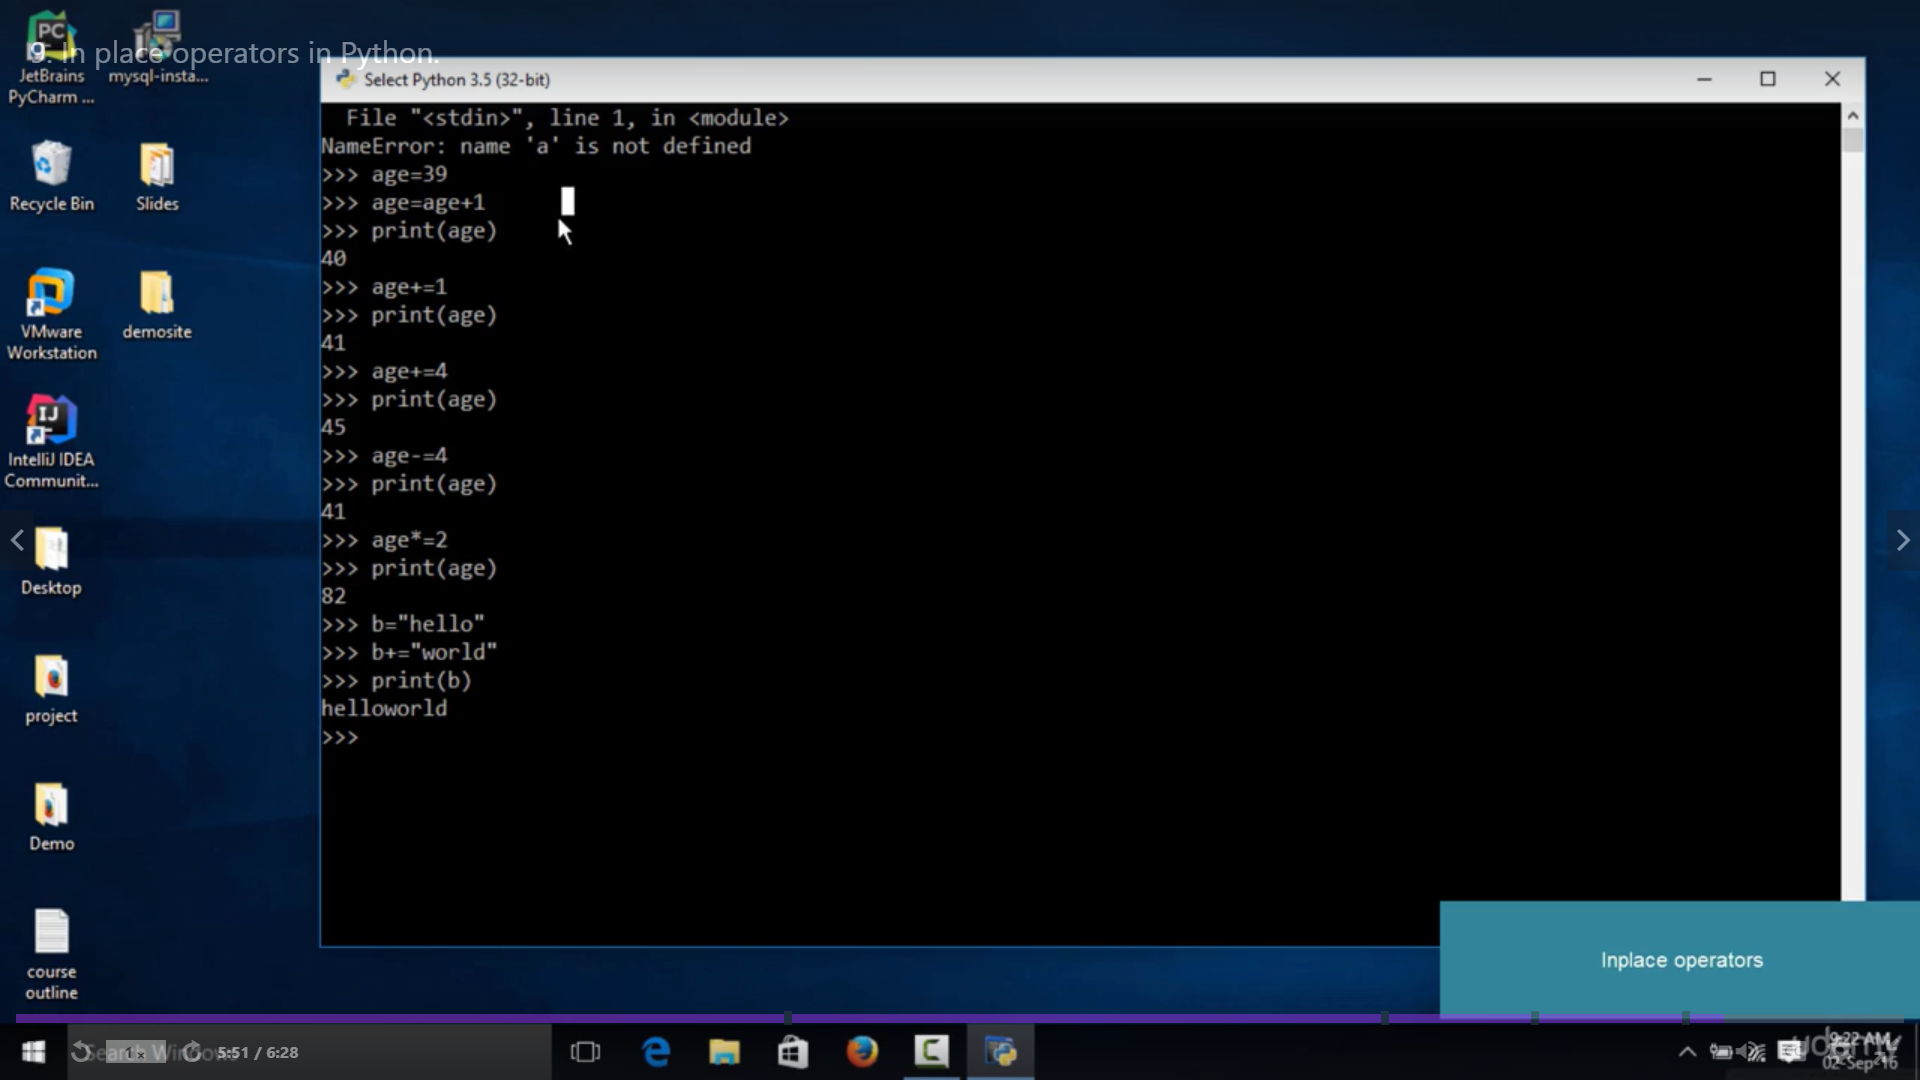 9. In place operators in Python.
JetBrains
PyCharm ...
mysql-insta...
Recycle Bin
Slides
VMware
Workstation
demosite
IntelliJ IDEA
Communit...
Desktop
project
Demo
course
outline
Select Python 3.5 (32-bit)
File "<stdin>", line 1, in <module>
NameError: name 'a' is not defined
>>> age=39
>>> age=age+1
>>> print(age)
40
>>> age+=1
>>> print(age)
41
>>> age+=4
>>> print(age)
45
>>> age-=4
>>> print(age)
41
>>> age*=2
>>> print(age)
82
>>> b="hello"
>>> b+="world"
>>> print(b)
helloworld
>>>
Inplace operators
Search Windows
1x
5:51 / 6:28
udemy
9:22 AM
02-Sep-16